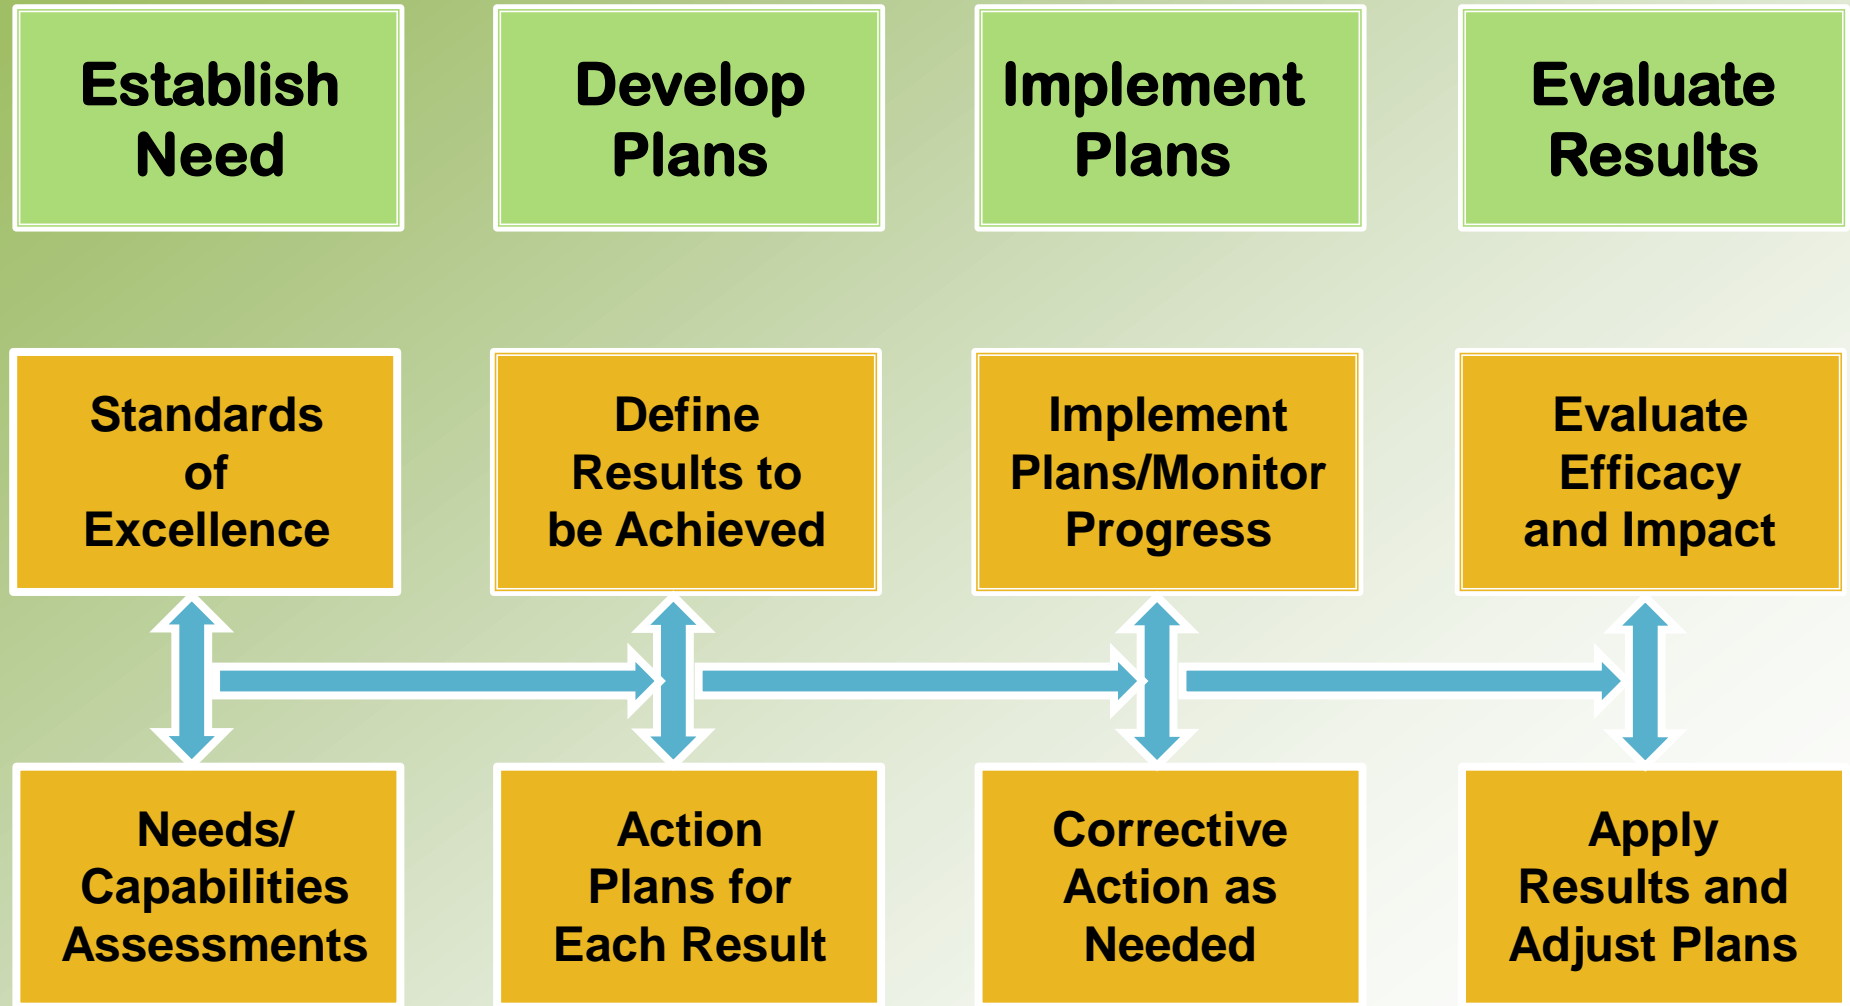 Establish
Need
Develop
Plans
Implement
Plans
Evaluate
Results
Standards
of
Excellence
Define
Results to
be Achieved
Implement
Plans/Monitor
Progress
Evaluate
Efficacy
and Impact
Needs/
Capabilities
Assessments
Action
Plans for
Each Result
Corrective
Action as
Needed
Apply
Results and
Adjust Plans